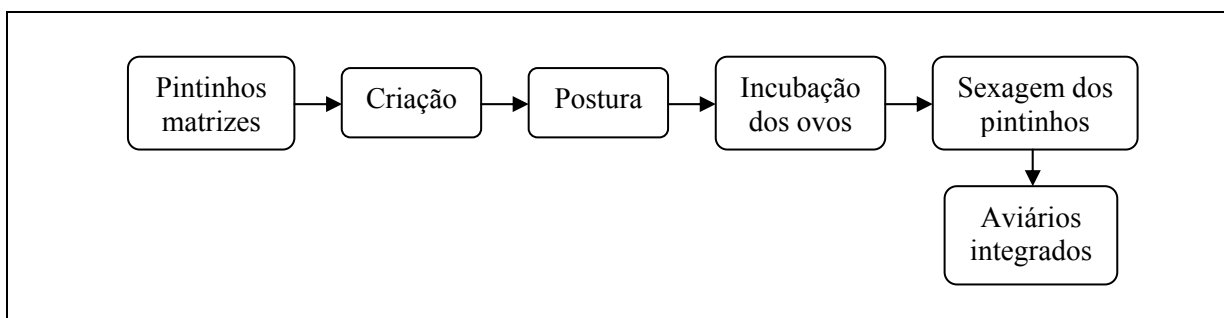 Pintinhos
matrizes
Criação
Postura
Incubação
dos ovos
Sexagem dos
pintinhos
Aviários
integrados